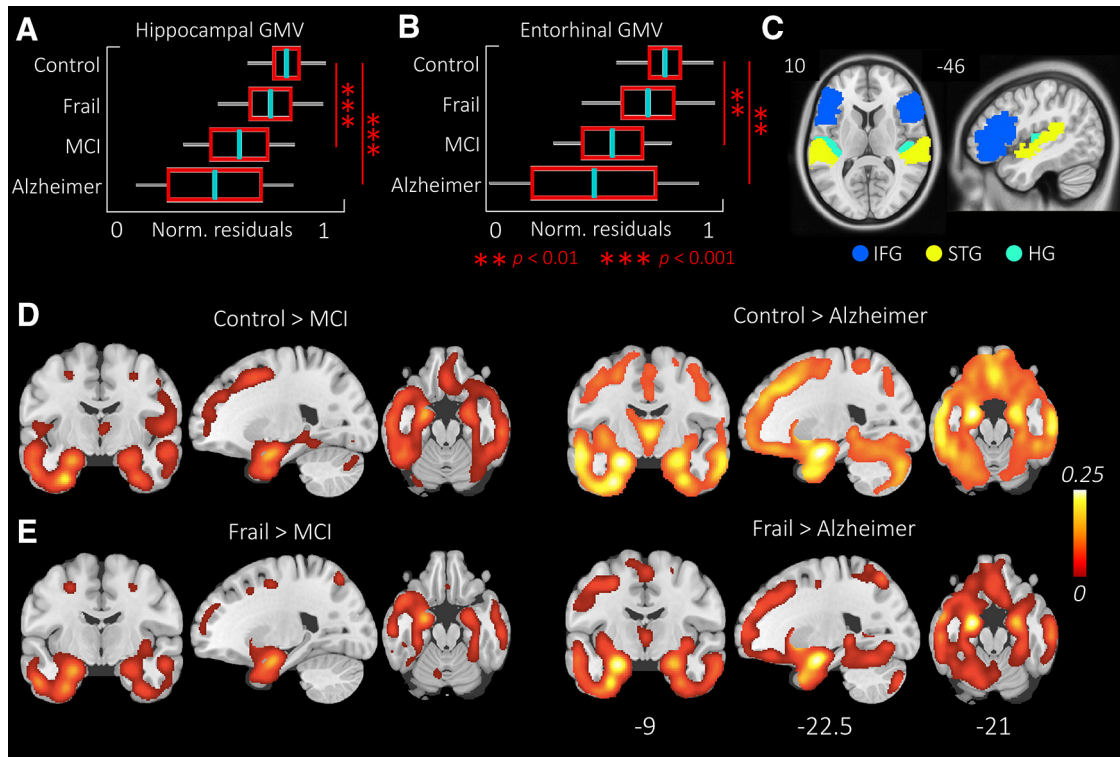 A
Hippocampal GMV
Control
Frail
MCI
Alzheimer
0
Norm. residuals
1
***
***
B
Entorhinal GMV
Control
Frail
MCI
Alzheimer
0
Norm. residuals
1
**
**
** p < 0.01 *** p < 0.001
C
10
-46
IFG STG HG
D
Control > MCI
Control > Alzheimer
0.25
0
E
Frail > MCI
Frail > Alzheimer
-9
-22.5
-21